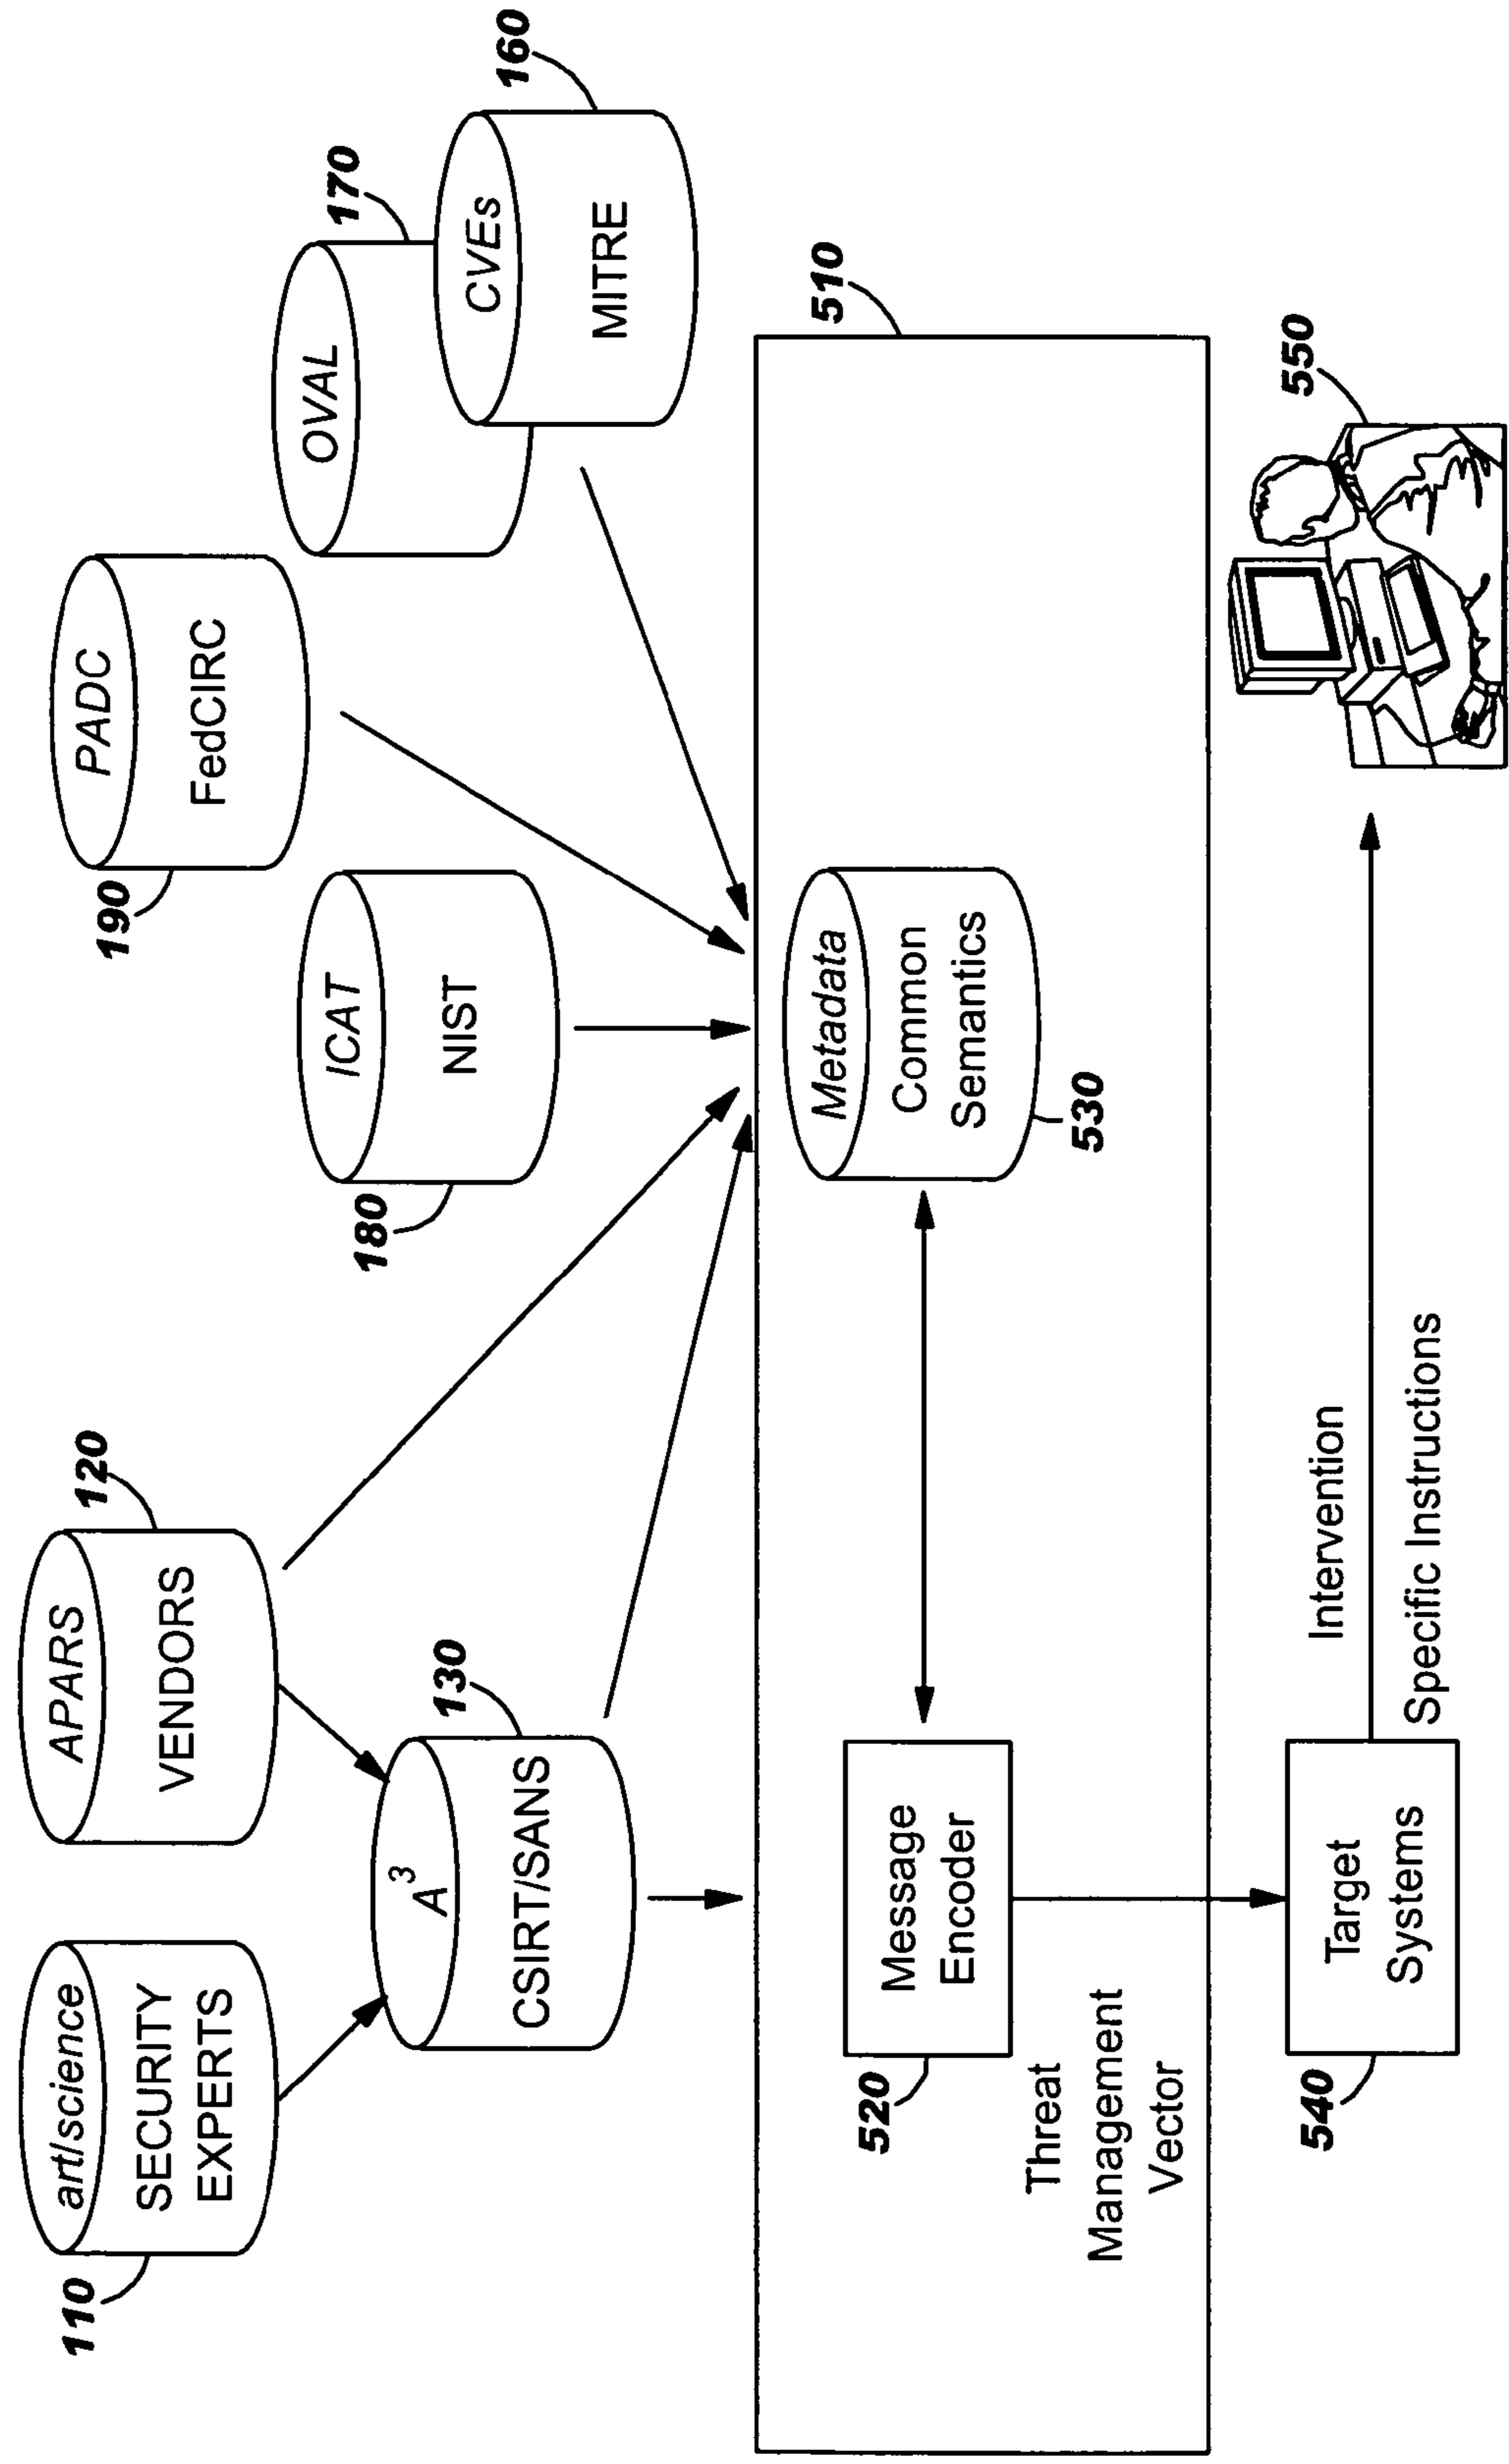 110
art/science
SECURITY
EXPERTS
APARS
VENDORS
120
A3
CSIRT/SANS
130
190
PADC
FedCIRC
180
ICAT
NIST
OVAL
170
CVEs
MITRE
160
510
Metadata
Common
Semantics
530
Message
Encoder
520
Threat
Management
Vector
Target
Systems
540
Intervention
Specific Instructions
550